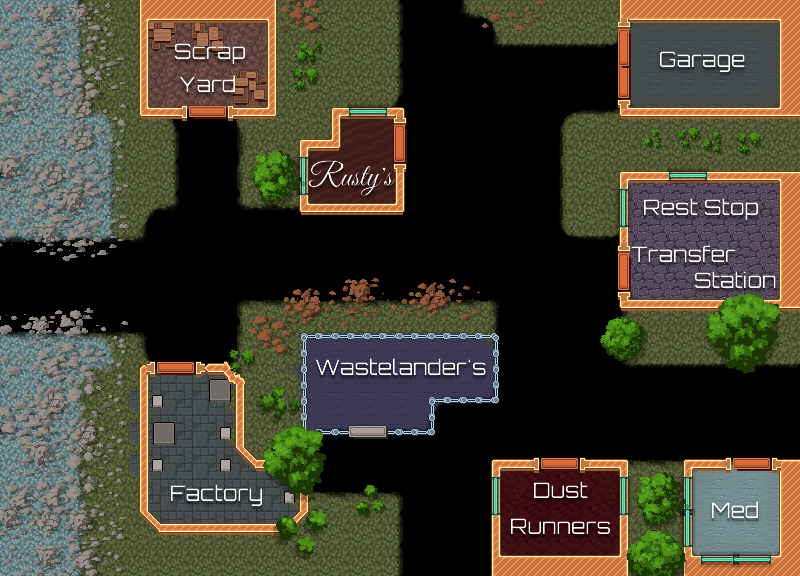 Scrap
Yard
Garage
Rusty's
Rest Stop
Transfer
Station
Wastelander's
Factory
Dust
Runners
Med